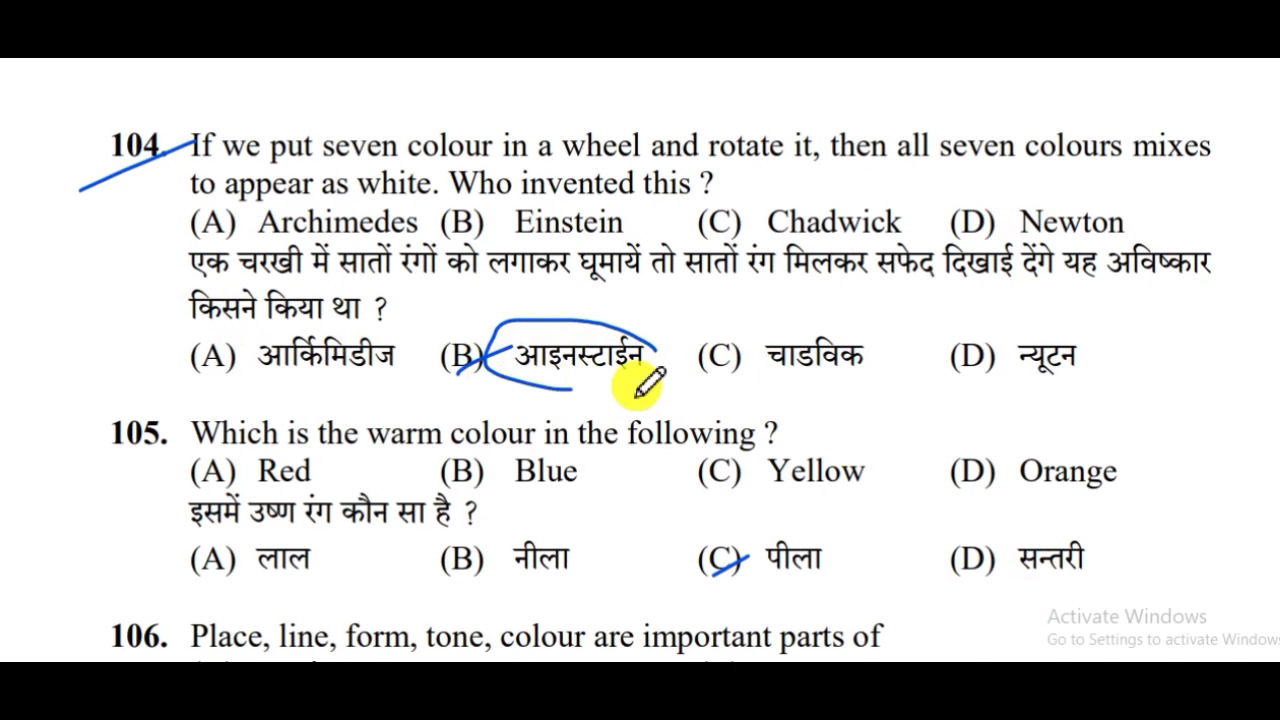 104. If we put seven colour in a wheel and rotate it, then all seven colours mixes
to appear as white. Who invented this ?
(A) Archimedes (B) Einstein (C) Chadwick (D) Newton
एक चरखी में सातों रंगों को लगाकर घूमायें तो सातों रंग मिलकर सफेद दिखाई देंगे यह अविष्कार
किसने किया था ?
(A) आर्किमिडीज (B) आइनस्टाईन (C) चाडविक (D) न्यूटन
105. Which is the warm colour in the following ?
(A) Red (B) Blue (C) Yellow (D) Orange
इसमें उष्ण रंग कौन सा है ?
(A) लाल (B) नीला (C) पीला (D) सन्तरी
106. Place, line, form, tone, colour are important parts of
Activate Windows
Go to Settings to activate Windows